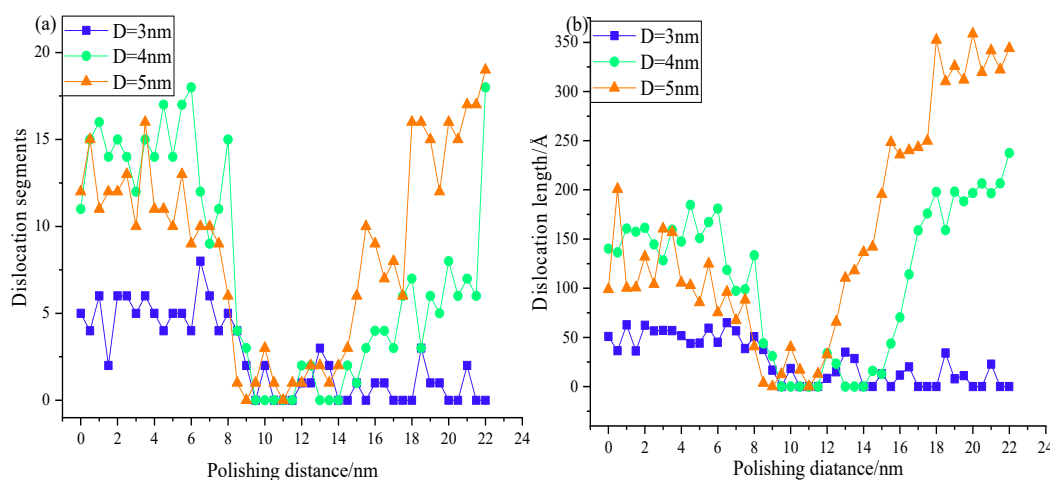 (a)
D=3nm
D=4nm
D=5nm
20
15
10
5
0
Dislocation segments
0 2 4 6 8 10 12 14 16 18 20 22 24
Polishing distance/nm
(b)
D=3nm
D=4nm
D=5nm
350
300
250
200
150
100
50
0
Dislocation length/Å
0 2 4 6 8 10 12 14 16 18 20 22 24
Polishing diatance/nm